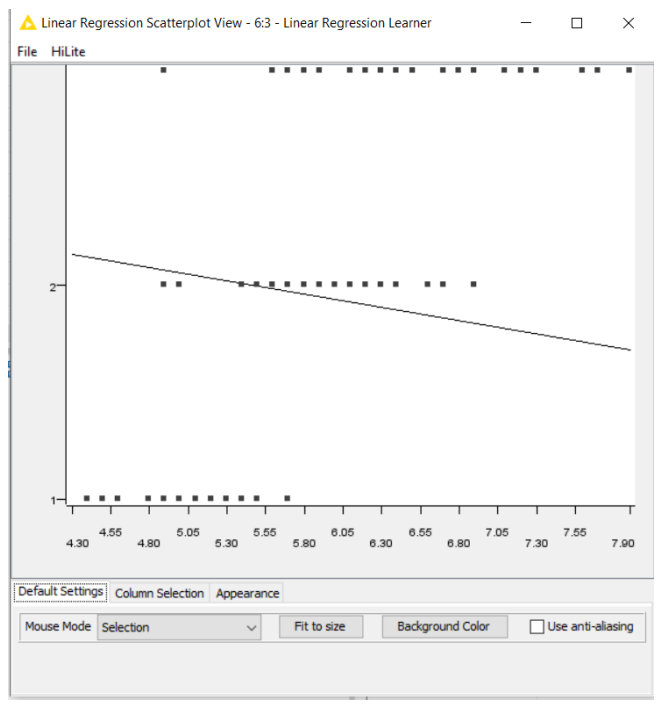 Linear Regression Scatterplot View - 6:3 - Linear Regression Learner
File HiLite
2
1
4.30 4.55 4.80 5.05 5.30 5.55 5.80 6.05 6.30 6.55 6.80 7.05 7.30 7.55 7.90
Default Settings Column Selection Appearance
Mouse Mode Selection Fit to size Background Color Use anti-aliasing